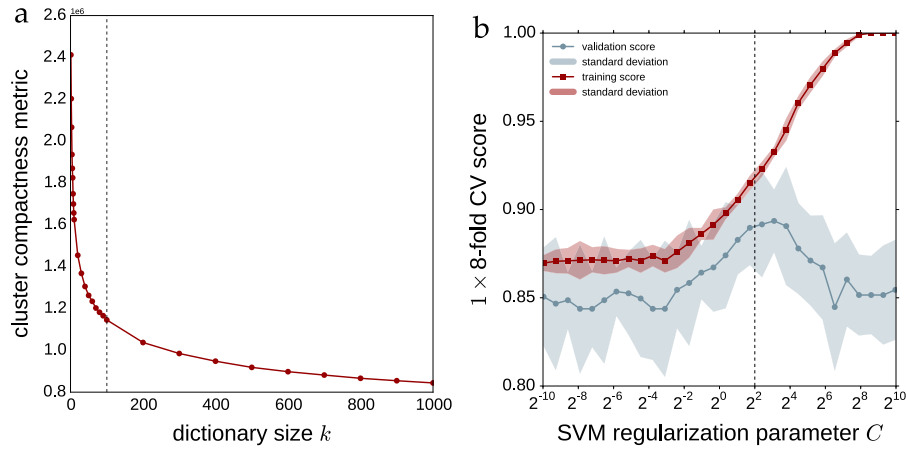 a
1e6
2.6
2.4
2.2
2.0
1.8
1.6
1.4
1.2
1.0
0.8
cluster compactness metric
0 200 400 600 800 1000
dictionary size k
b
1.00
0.95
0.90
0.85
0.80
1 × 8-fold CV score
validation score
standard deviation
training score
standard deviation
2^-10 2^-8 2^-6 2^-4 2^-2 2^0 2^2 2^4 2^6 2^8 2^10
SVM regularization parameter C